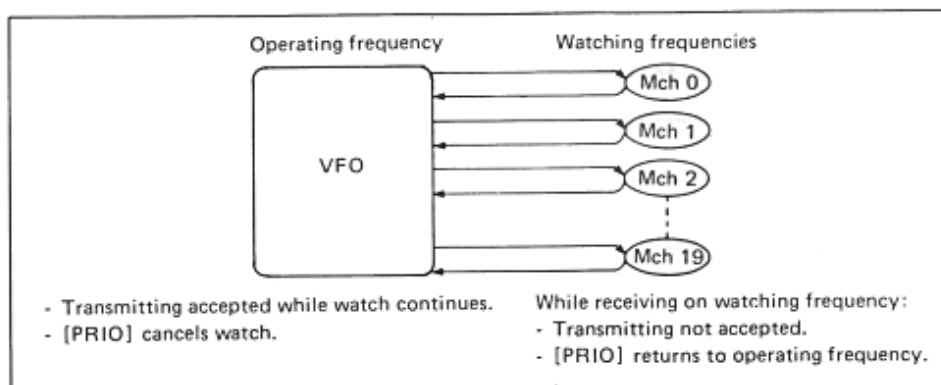 Operating frequency
Watching frequencies
VFO
Mch 0
Mch 1
Mch 2
Mch 19
- Transmitting accepted while watch continues.
- [PRIO] cancels watch.
While receiving on watching frequency:
- Transmitting not accepted.
- [PRIO] returns to operating frequency.